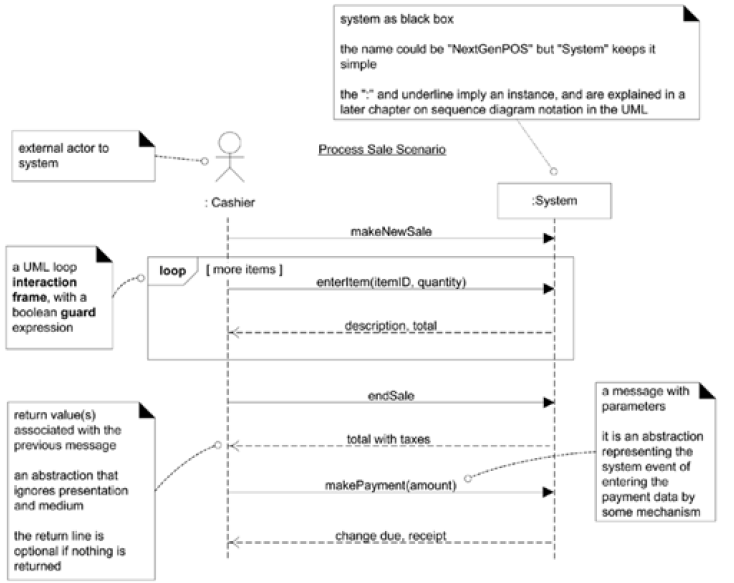 system as black box
the name could be "NextGenPOS" but "System" keeps it
simple
the ":" and underline imply an instance, and are explained in a
later chapter on sequence diagram notation in the UML
external actor to
system
Process Sale Scenario
: Cashier
:System
makeNewSale
a UML loop
interaction
frame, with a
boolean guard
expression
loop
[ more items ]
enterItem(itemID, quantity)
description, total
endSale
return value(s)
associated with the
previous message
an abstraction that
ignores presentation
and medium
the return line is
optional if nothing is
returned
total with taxes
a message with
parameters
it is an abstraction
representing the
system event of
entering the
payment data by
some mechanism
makePayment(amount)
change due, receipt